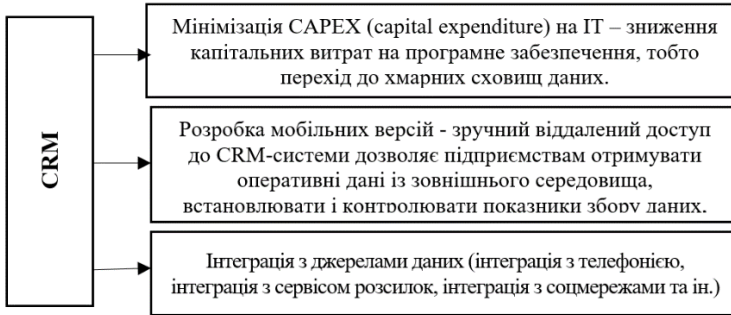 CRM
Мінімізація CAPEX (capital expenditure) на ІТ – зниження
капітальних витрат на програмне забезпечення, тобто
перехід до хмарних сховищ даних.
Розробка мобільних версій - зручний віддалений доступ
до CRM-системи дозволяє підприємствам отримувати
оперативні дані із зовнішнього середовища,
встановлювати і контролювати показники збору даних.
Інтеграція з джерелами даних (інтеграція з телефонією,
інтеграція з сервісом розсилок, інтеграція з соцмережами та ін.)